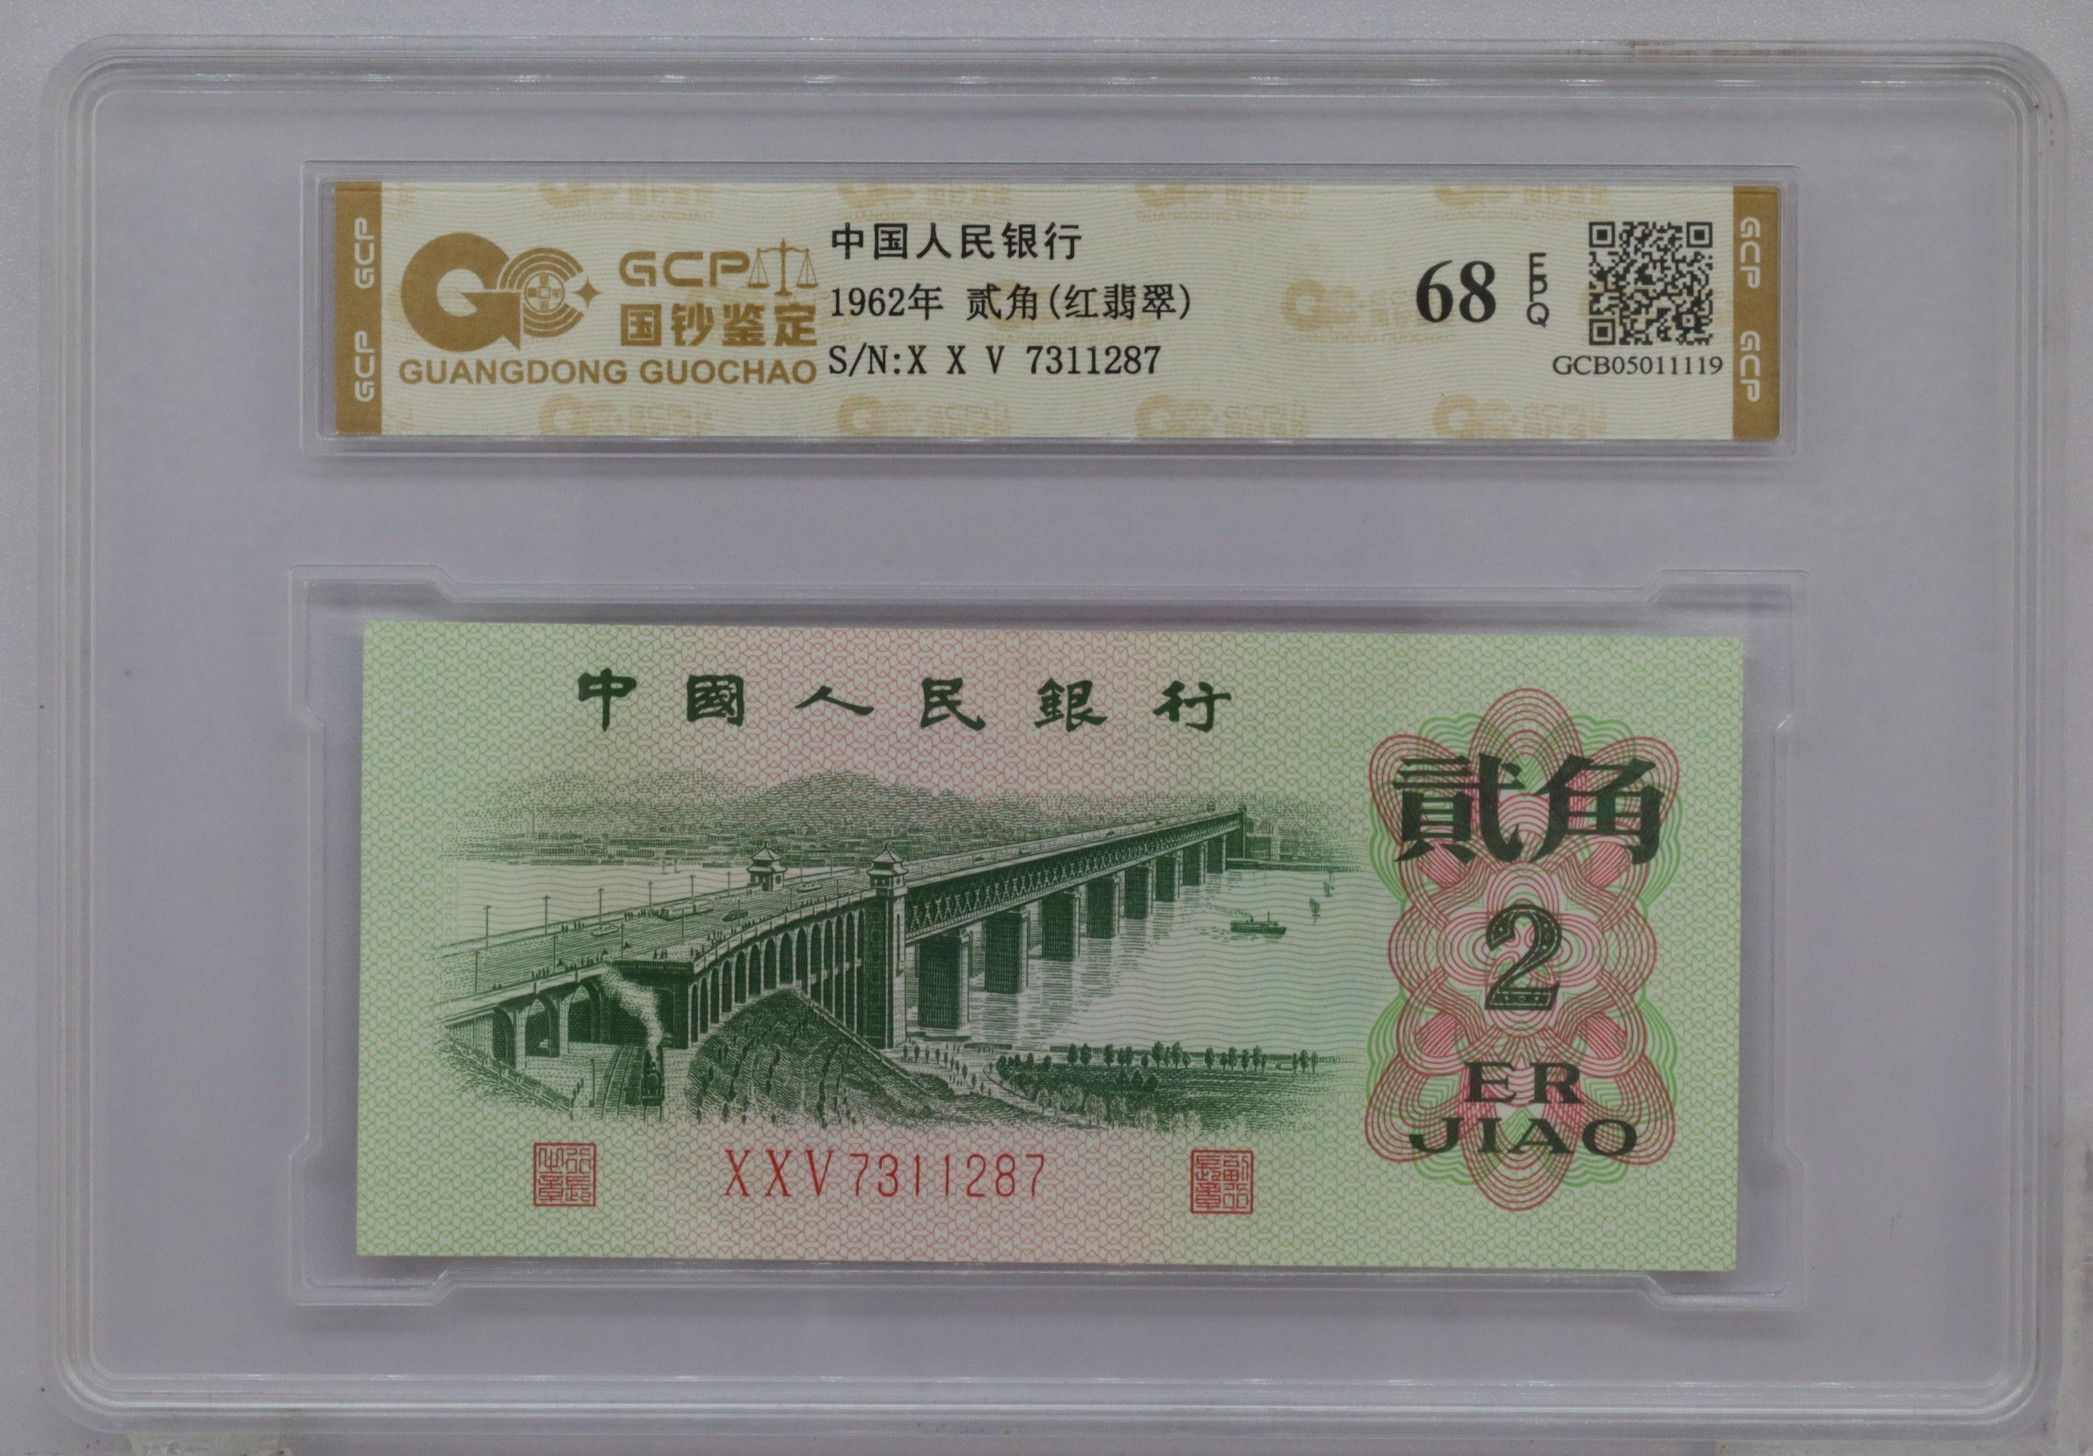 GCP
GCP
GCP
国钞鉴定
GUANGDONG GUOCHAO
中国人民银行
1962年 贰角(红翡翠)
S/N:X X V 7311287
68
EPQ
GCB05011119
GCP
GCP
中國人民銀行
貳角
2
ER
JIAO
XXV7311287